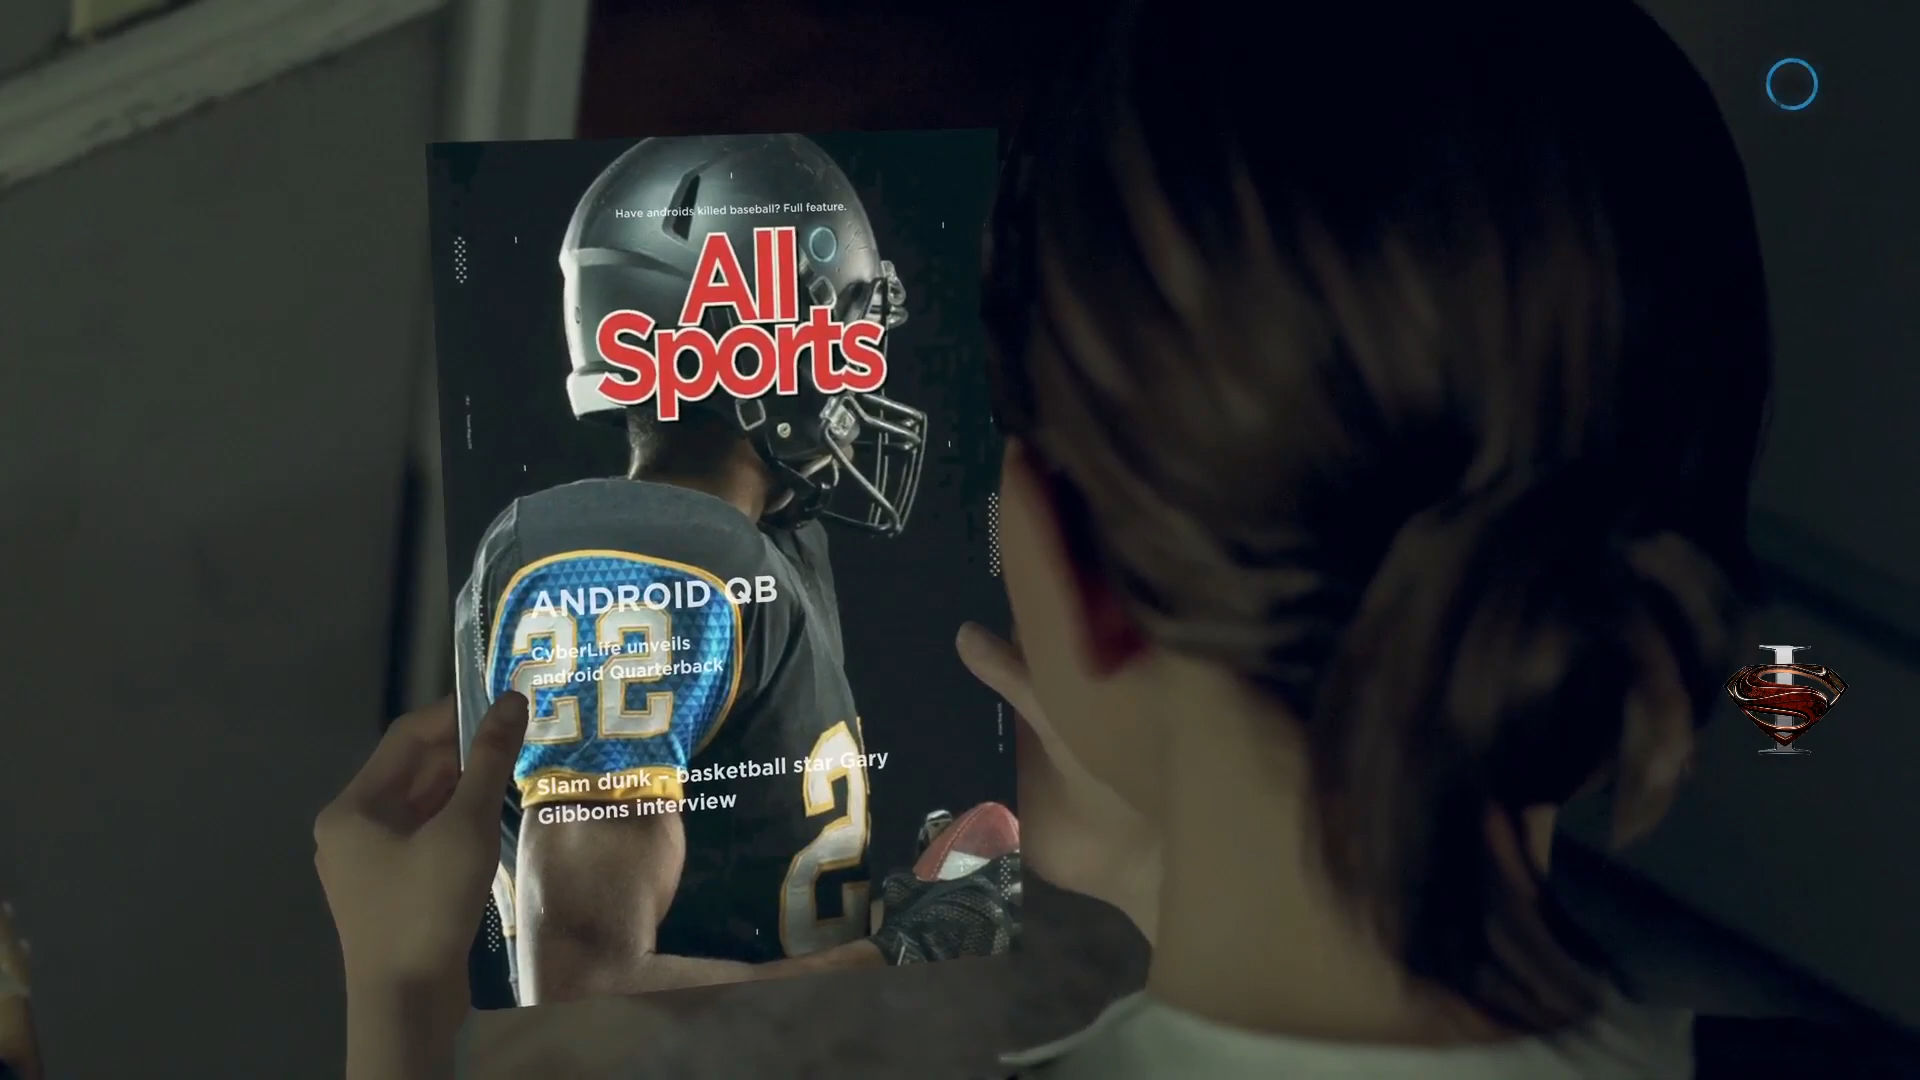 Have androids killed baseball? Full feature.
All
Sports
ANDROID QB
22
CyberLife unveils
android Quarterback
Slam dunk – basketball star Gary
Gibbons interview
2